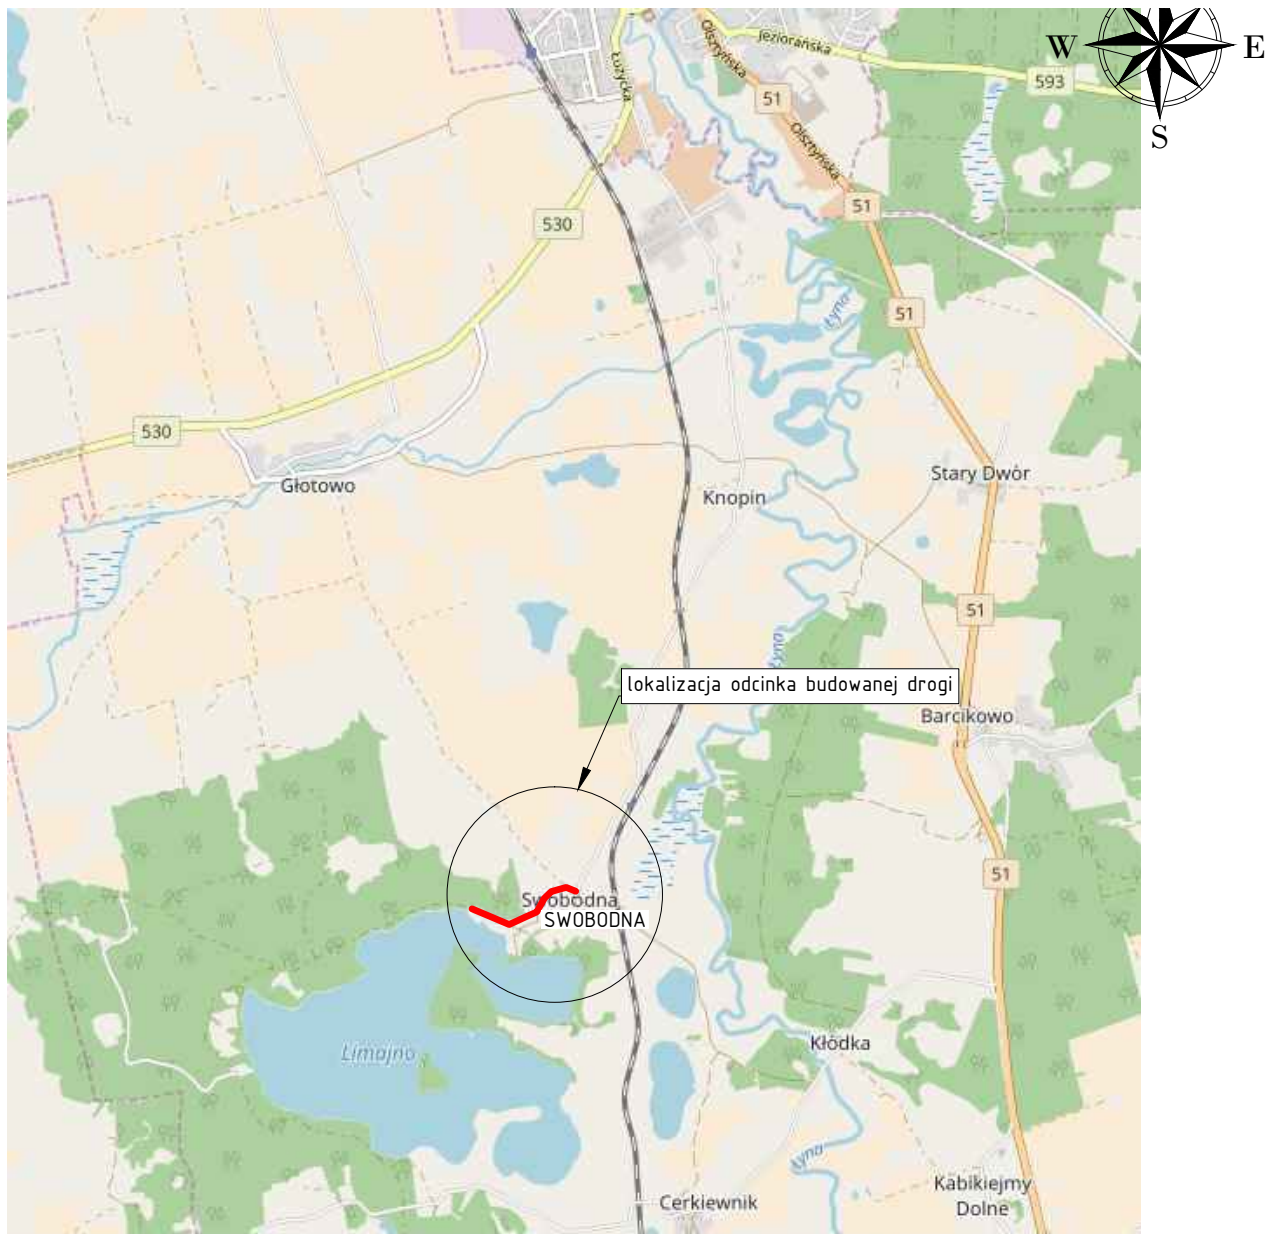 Olsztyńska
Jeziorańska
W
E
593
Łużycka
51
S
Olsztyńska
51
530
Łyna
51
530
Stary Dwór
Głotowo
Knopin
51
Łyna
lokalizacja odcinka budowanej drogi
Barcikowo
51
Swobodna
SWOBODNA
Limajno
Kłódka
Łyna
Cerkiewnik
Kabikiejmy
Dolne